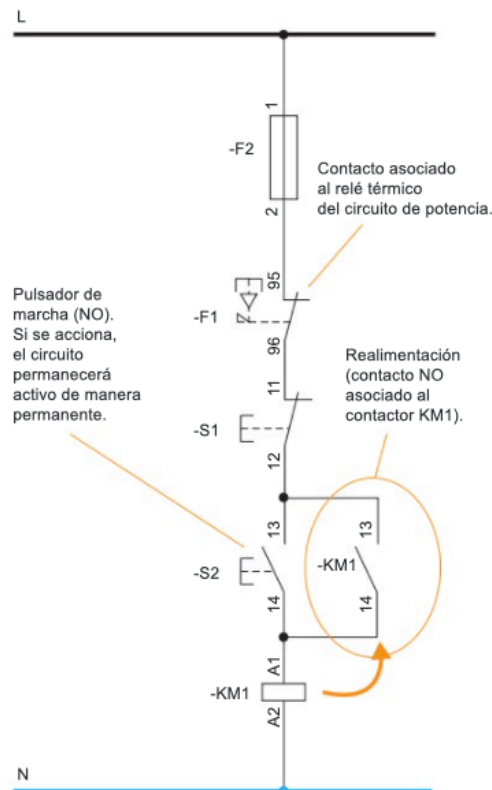 L
1
-F2
2
Contacto asociado
al relé térmico
del circuito de potencia.
95
-F1
96
Pulsador de
marcha (NO).
Si se acciona,
el circuito
permanecerá
activo de manera
permanente.
Realimentación
(contacto NO
asociado al
contactor KM1).
11
-S1
12
13
-S2
14
13
-KM1
14
A1
-KM1
A2
N